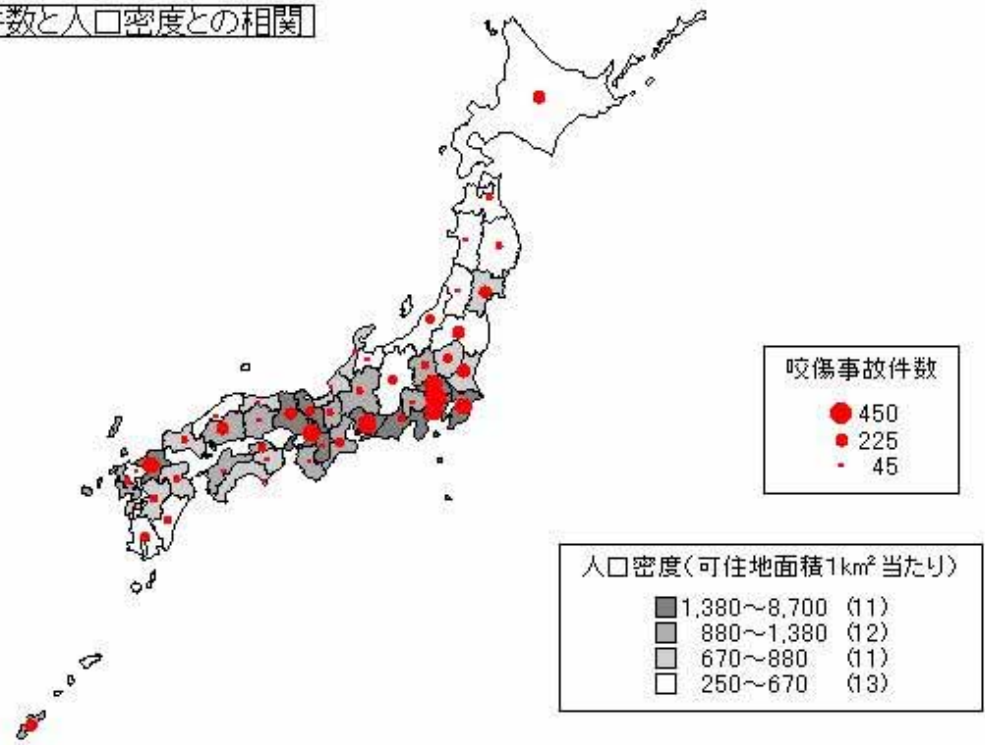 数と人口密度との相関
咬傷事故件数
450
225
45
人口密度(可住地面積1km²当たり)
1,380～8,700 (11)
880～1,380 (12)
670～880 (11)
250～670 (13)